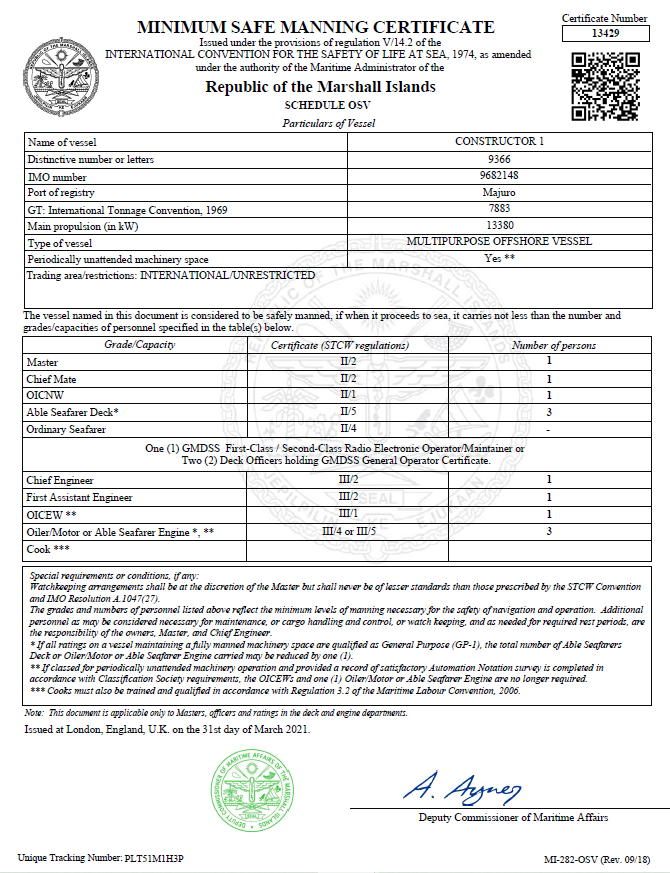 MINIMUM SAFE MANNING CERTIFICATE
Issued under the provisions of regulation V/14.2 of the
INTERNATIONAL CONVENTION FOR THE SAFETY OF LIFE AT SEA, 1974, as amended
under the authority of the Maritime Administrator of the
Republic of the Marshall Islands
SCHEDULE OSV
Particulars of Vessel
Certificate Number
13429
Name of vessel CONSTRUCTOR 1
Distinctive number or letters 9366
IMO number 9682148
Port of registry Majuro
GT: International Tonnage Convention, 1969 7883
Main propulsion (in kW) 13380
Type of vessel MULTIPURPOSE OFFSHORE VESSEL
Periodically unattended machinery space Yes **
Trading area/restrictions: INTERNATIONAL/UNRESTRICTED
The vessel named in this document is considered to be safely manned, if when it proceeds to sea, it carries not less than the number and
grades/capacities of personnel specified in the table(s) below.
Grade/Capacity Certificate (STCW regulations) Number of persons
Master II/2 1
Chief Mate II/2 1
OICNW II/1 1
Able Seafarer Deck* II/5 3
Ordinary Seafarer II/4 -
One (1) GMDSS First-Class / Second-Class Radio Electronic Operator/Maintainer or
Two (2) Deck Officers holding GMDSS General Operator Certificate.
Chief Engineer III/2 1
First Assistant Engineer III/2 1
OICEW ** III/1 1
Oiler/Motor or Able Seafarer Engine *, ** III/4 or III/5 3
Cook ***
Special requirements or conditions, if any:
Watchkeeping arrangements shall be at the discretion of the Master but shall never be of lesser standards than those prescribed by the STCW Convention
and IMO Resolution A.1047(27).
The grades and numbers of personnel listed above reflect the minimum levels of manning necessary for the safety of navigation and operation. Additional
personnel as may be considered necessary for maintenance, or cargo handling and control, or watch keeping, and as needed for required rest periods, are
the responsibility of the owners, Master, and Chief Engineer.
* If all ratings on a vessel maintaining a fully manned machinery space are qualified as General Purpose (GP-1), the total number of Able Seafarers
Deck or Oiler/Motor or Able Seafarer Engine carried may be reduced by one (1).
** If classed for periodically unattended machinery operation and provided a record of satisfactory Automation Notation survey is completed in
accordance with Classification Society requirements, the OICEWs and one (1) Oiler/Motor or Able Seafarer Engine are no longer required.
*** Cooks must also be trained and qualified in accordance with Regulation 3.2 of the Maritime Labour Convention, 2006.
Note: This document is applicable only to Masters, officers and ratings in the deck and engine departments.
Issued at London, England, U.K. on the 31st day of March 2021.
Deputy Commissioner of Maritime Affairs
Unique Tracking Number: PLT51M1H3P
MI-282-OSV (Rev. 09/18)